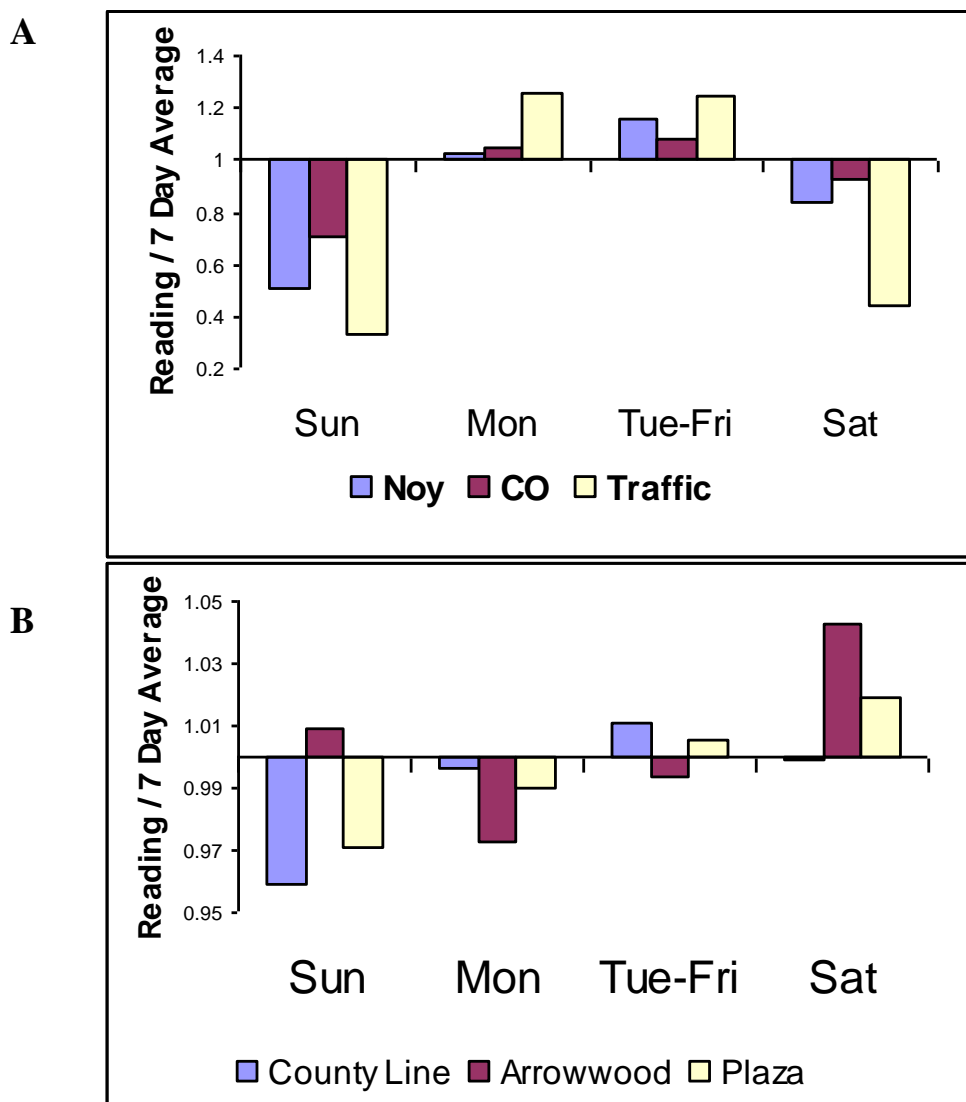 A
Reading / 7 Day Average
1.4
1.2
1
0.8
0.6
0.4
0.2
Sun Mon Tue-Fri Sat
Noy CO Traffic
B
Reading / 7 Day Average
1.05
1.03
1.01
0.99
0.97
0.95
Sun Mon Tue-Fri Sat
County Line Arrowwood Plaza